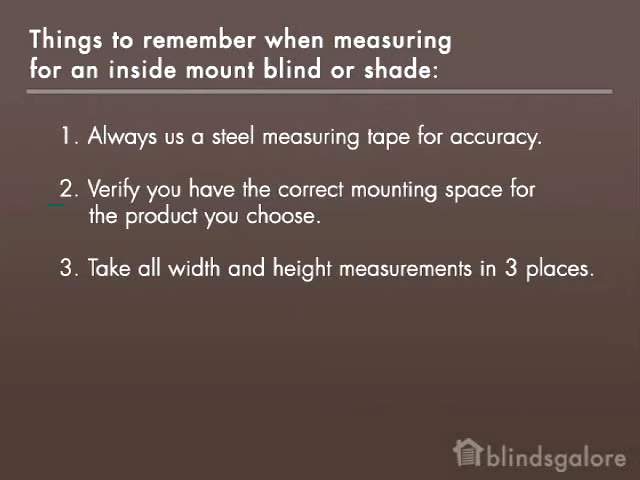 Things to remember when measuring
for an inside mount blind or shade:
1. Always us a steel measuring tape for accuracy.
2. Verify you have the correct mounting space for
the product you choose.
3. Take all width and height measurements in 3 places.
blindsgalore